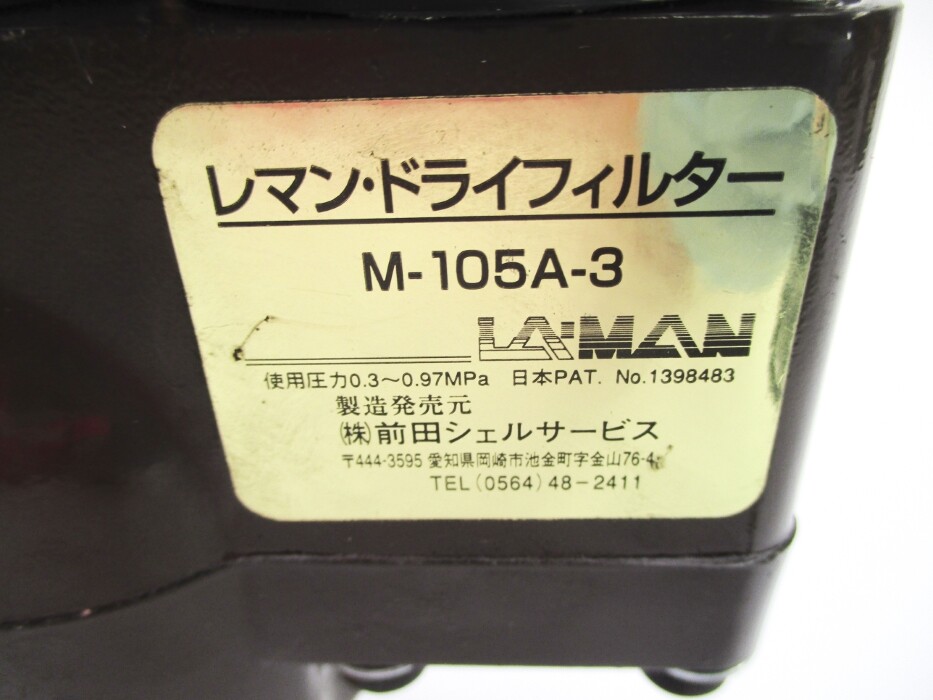 レマン・ドライフィルター
M-105A-3
LA-MAN
使用圧力0.3～0.97MPa 日本PAT. No.1398483
製造発売元
(株)前田シェルサービス
〒444-3595 愛知県岡崎市池金町字金山76-4
TEL(0564)48-2411